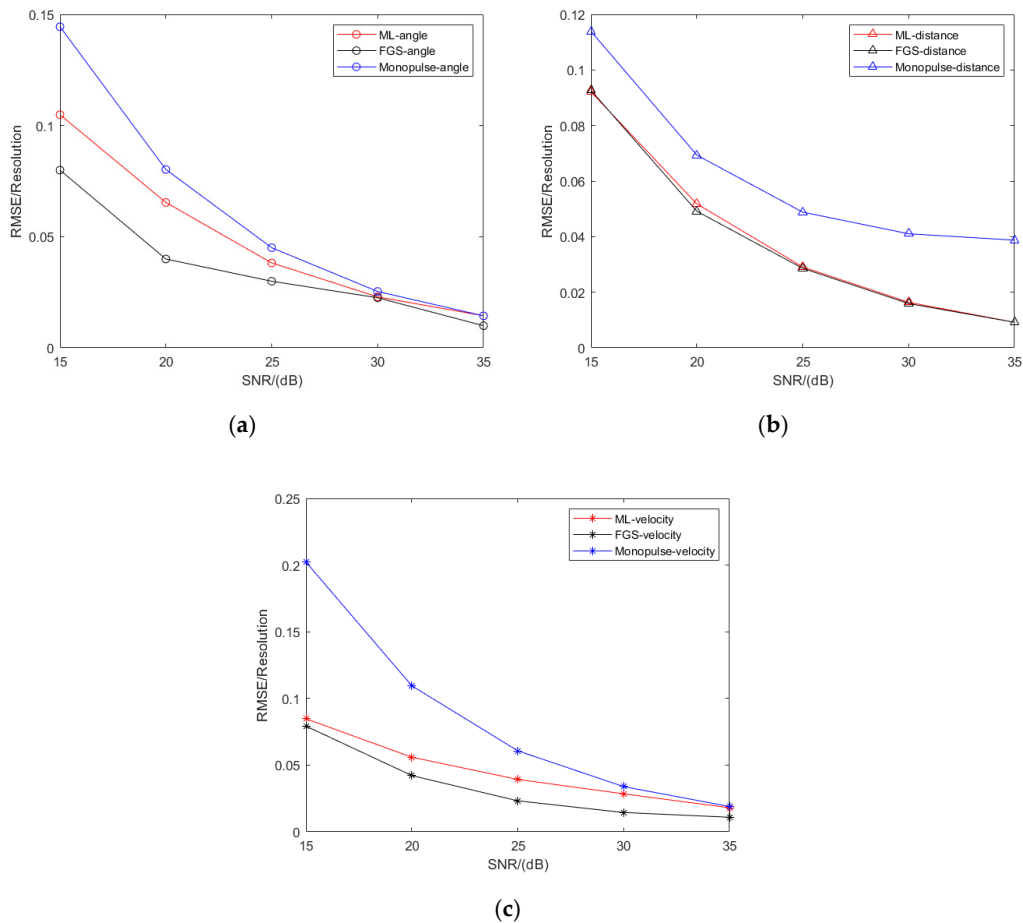 0.15
0.1
0.05
0
RMSE/Resolution
15 20 25 30 35
SNR/(dB)
ML-angle
FGS-angle
Monopulse-angle
(a)
0.12
0.1
0.08
0.06
0.04
0.02
0
RMSE/Resolution
15 20 25 30 35
SNR/(dB)
ML-distance
FGS-distance
Monopulse-distance
(b)
0.25
0.2
0.15
0.1
0.05
0
RMSE/Resolution
15 20 25 30 35
SNR/(dB)
ML-velocity
FGS-velocity
Monopulse-velocity
(c)